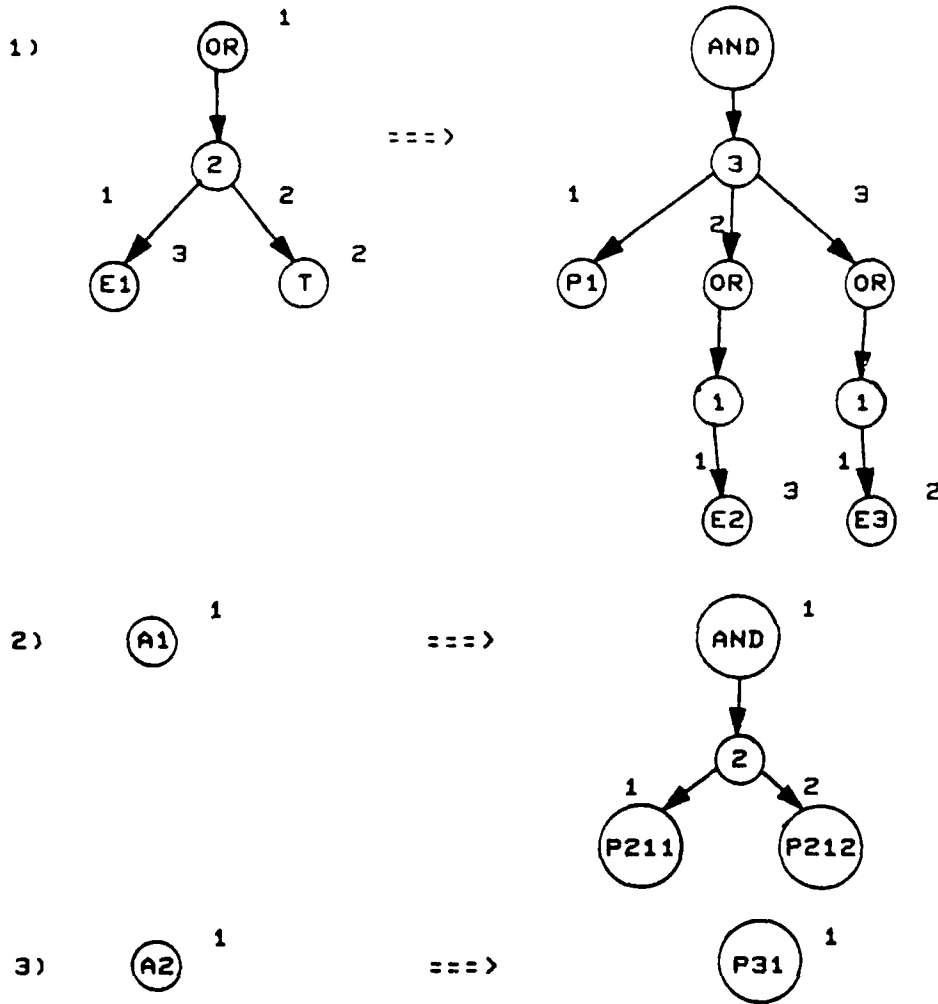 1
1) OR AND
===>
2 3
1 2 1 3
2
3 2
E1 T P1 OR OR
1 1
1 1
3 2
E2 E3
1 1
2) A1 ===> AND
2
1 2
P211 P212
1 1
3) A2 ===> P31